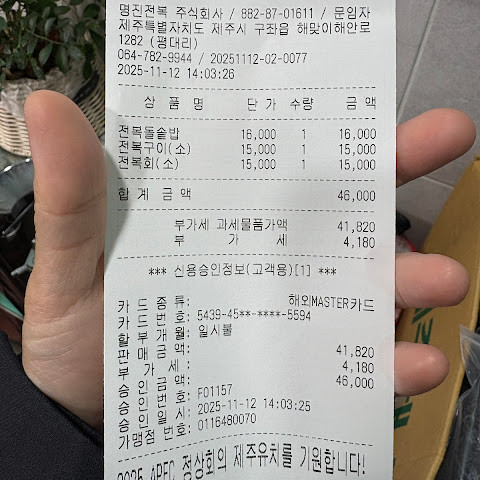 명진전복 주식회사 / 882-87-01611 / 문임자
제주특별자치도 제주시 구좌읍 해맞이해안로
1282 (평대리)
064-782-9944 / 20251112-02-0077
2025-11-12 14:03:26
상 품 명 단 가 수량 금 액
전복돌솥밥 16,000 1 16,000
전복구이(소) 15,000 1 15,000
전복회(소) 15,000 1 15,000
합 계 금 액 46,000
부가세 과세물품가액 41,820
부 가 세 4,180
*** 신용승인정보(고객용)[1] ***
카 드 종 류: 해외MASTER카드
카 드 번 호: 5439-45**-****-5594
할 부 개 월: 일시불
판 매 금 액: 41,820
부 가 세 : 4,180
승 인 금 액: 46,000
승 인 번 호: F01157
승 인 일 시: 2025-11-12 14:03:25
가맹점 번호: 0116480070
2025 APEC 정상회의 제주유치를 기원합니다!